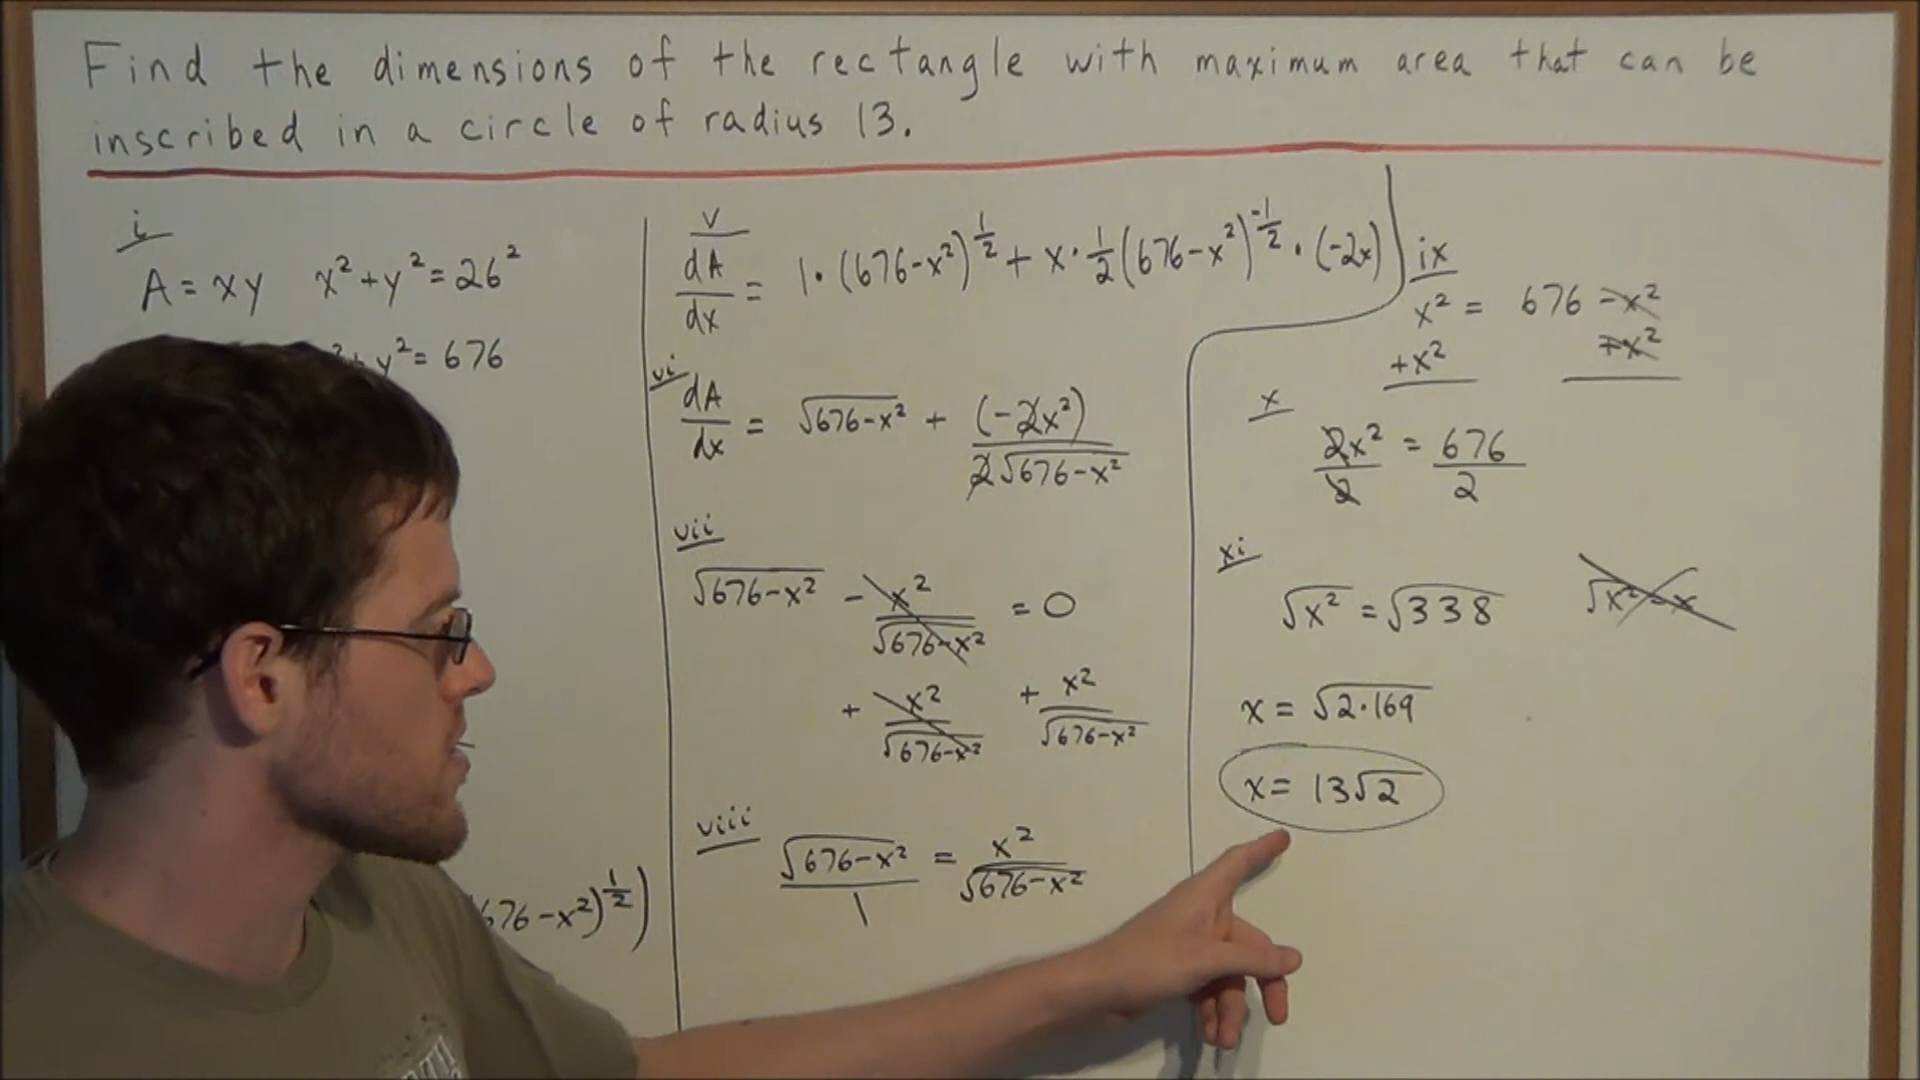 Find the dimensions of the rectangle with maximum area that can be
inscribed in a circle of radius 13.
i
A = xy x² + y² = 26²
y² = 676
676 - x²)^(1/2))
v
dA/dx = 1 · (676 - x²)^(1/2) + x · 1/2 (676 - x²)^(-1/2) · (-2x)
vi
dA/dx = √(676 - x²) + (-2x²)/(2√(676 - x²))
vii
√(676 - x²) - x²/√(676 - x²) = 0
+ x²/√(676 - x²) + x²/√(676 - x²)
viii
√(676 - x²)/1 = x²/√(676 - x²)
ix
x² = 676 - x²
+x² +x²
x
2x²/2 = 676/2
xi
√x² = √338 √x² = x
x = √(2·169)
x = 13√2